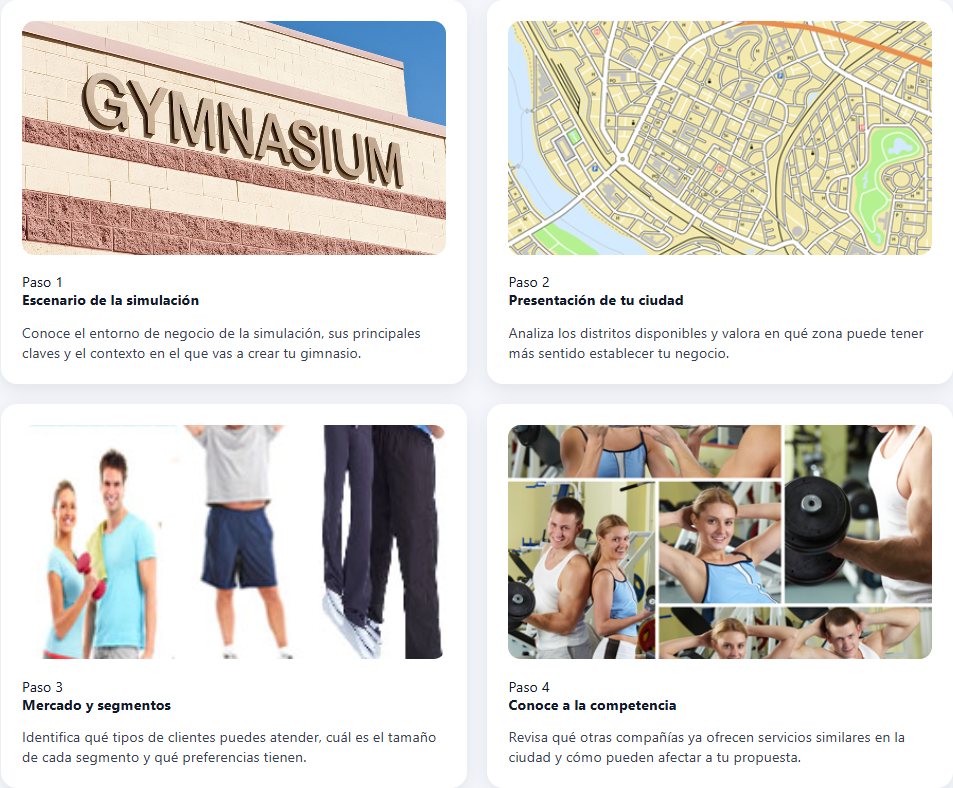 GYMNASIUM
Paso 1
Escenario de la simulación
Conoce el entorno de negocio de la simulación, sus principales
claves y el contexto en el que vas a crear tu gimnasio.
Paso 2
Presentación de tu ciudad
Analiza los distritos disponibles y valora en qué zona puede tener
más sentido establecer tu negocio.
Paso 3
Mercado y segmentos
Identifica qué tipos de clientes puedes atender, cuál es el tamaño
de cada segmento y qué preferencias tienen.
Paso 4
Conoce a la competencia
Revisa qué otras compañías ya ofrecen servicios similares en la
ciudad y cómo pueden afectar a tu propuesta.